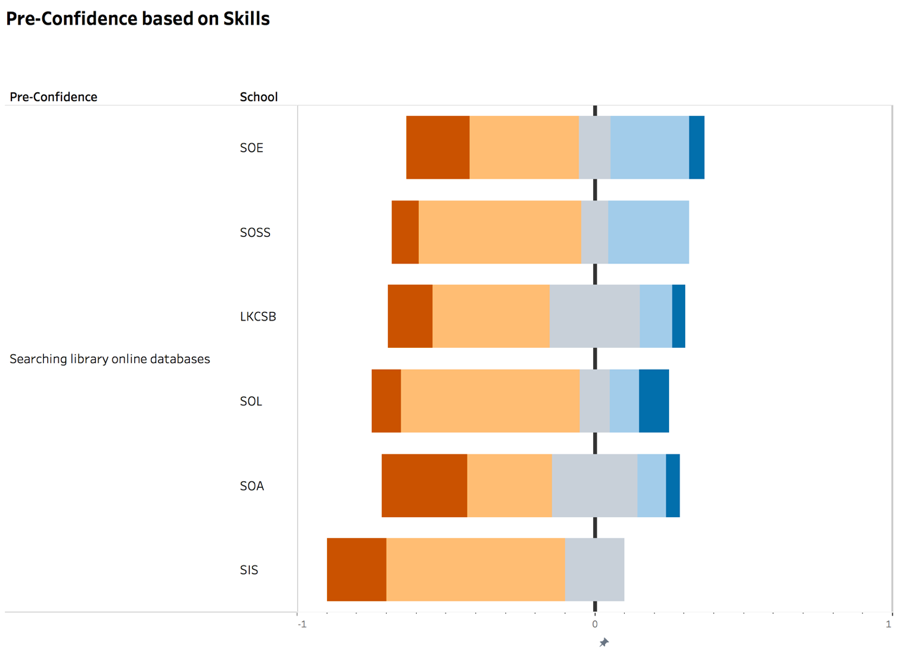 Pre-Confidence based on Skills
Pre-Confidence School
SOE
SOSS
LKCSB
Searching library online databases
SOL
SOA
SIS
-1 0 1